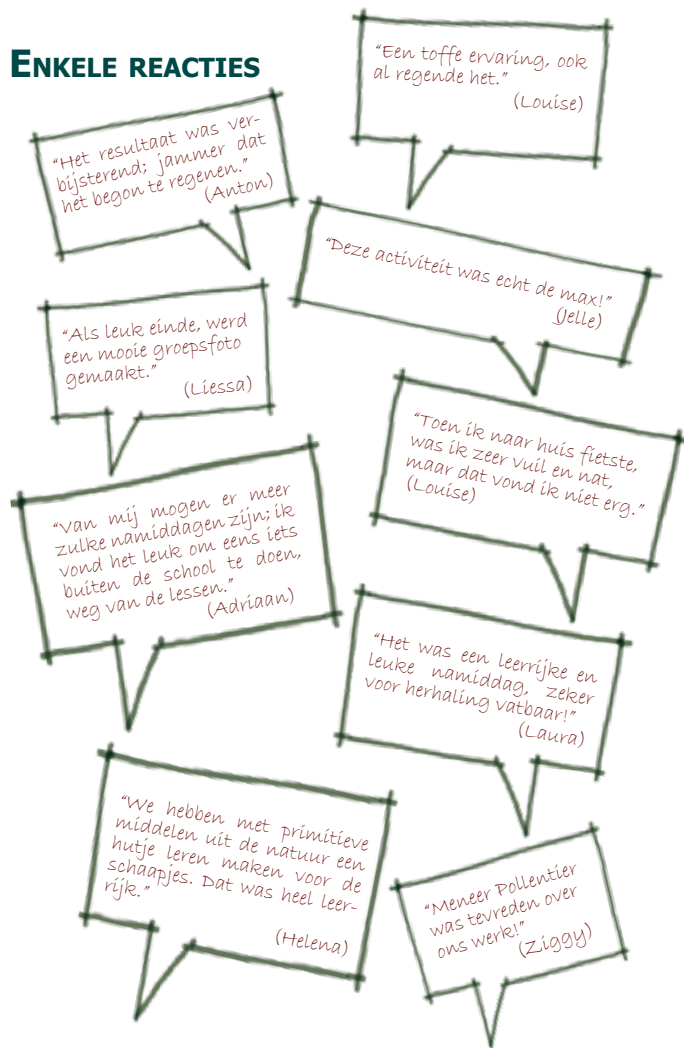 ENKELE REACTIES
“Een toffe ervaring, ook
al regende het.”
(Louise)
“Het resultaat was ver-
bijsterend; jammer dat
het begon te regenen.”
(Anton)
“Deze activiteit was echt de max!”
(Jelle)
“Als leuk einde, werd
een mooie groepsfoto
gemaakt.”
(Liessa)
“Toen ik naar huis fietste,
was ik zeer vuil en nat,
maar dat vond ik niet erg.”
(Louise)
“Van mij mogen er meer
zulke namiddagen zijn; ik
vond het leuk om eens iets
buiten de school te doen,
weg van de lessen.”
(Adriaan)
“Het was een leerrijke en
leuke namiddag, zeker
voor herhaling vatbaar!”
(Laura)
“We hebben met primitieve
middelen uit de natuur een
hutje leren maken voor de
schaapjes. Dat was heel leer-
rijk.”
(Helena)
“Meneer Pollentier
was tevreden over
ons werk!”
(Ziggy)